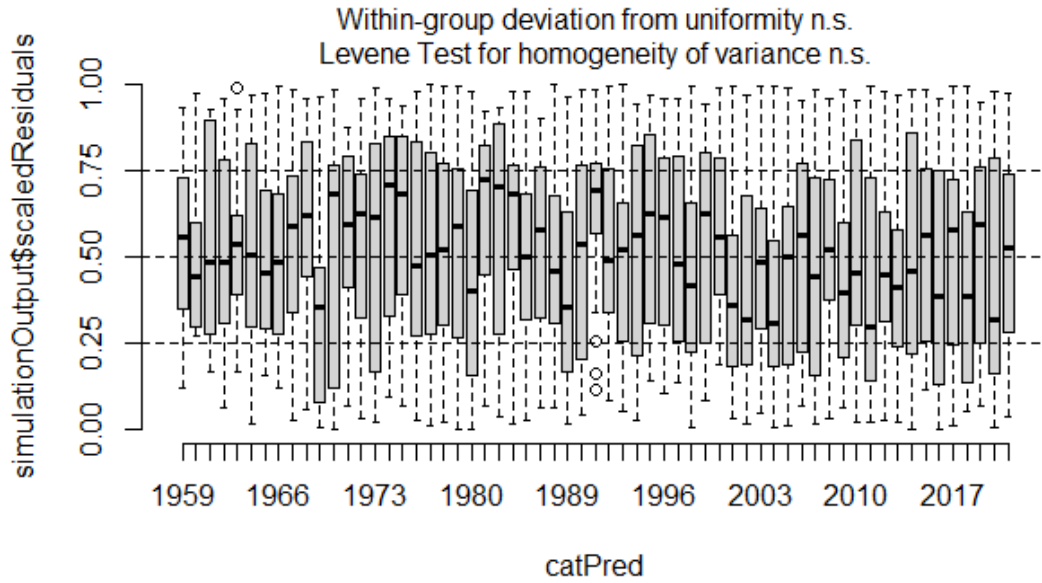 Within-group deviation from uniformity n.s.
Levene Test for homogeneity of variance n.s.
simulationOutput$scaledResiduals
1.00
0.75
0.50
0.25
0.00
1959 1966 1973 1980 1989 1996 2003 2010 2017
catPred